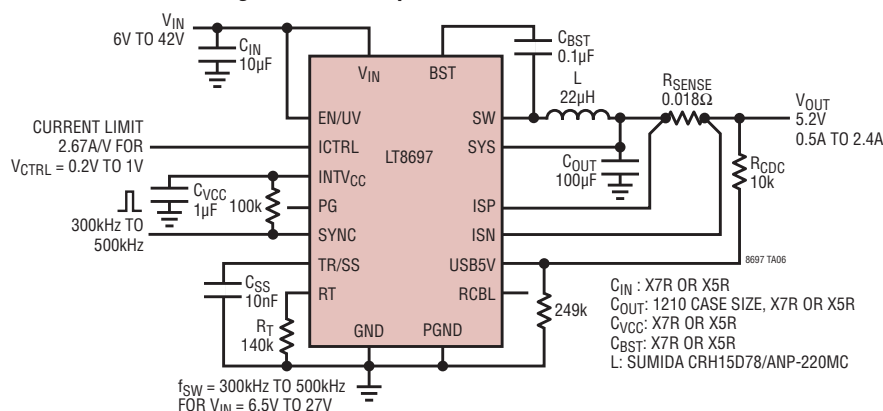 VIN
6V TO 42V
CIN
10µF
CBST
0.1µF
L
22µH
RSENSE
0.018Ω
VOUT
5.2V
0.5A TO 2.4A
VIN
BST
EN/UV
SW
CURRENT LIMIT
2.67A/V FOR
VCTRL = 0.2V TO 1V
ICTRL
LT8697
SYS
COUT
100µF
RCDC
10k
INTVCC
CVCC
1µF
100k
PG
ISP
300kHz TO
500kHz
SYNC
ISN
TR/SS
USB5V
8697 TA06
CSS
10nF
RT
RCBL
249k
RT
140k
GND
PGND
CIN : X7R OR X5R
COUT: 1210 CASE SIZE, X7R OR X5R
CVCC: X7R OR X5R
CBST: X7R OR X5R
L: SUMIDA CRH15D78/ANP-220MC
fSW = 300kHz TO 500kHz
FOR VIN = 6.5V TO 27V